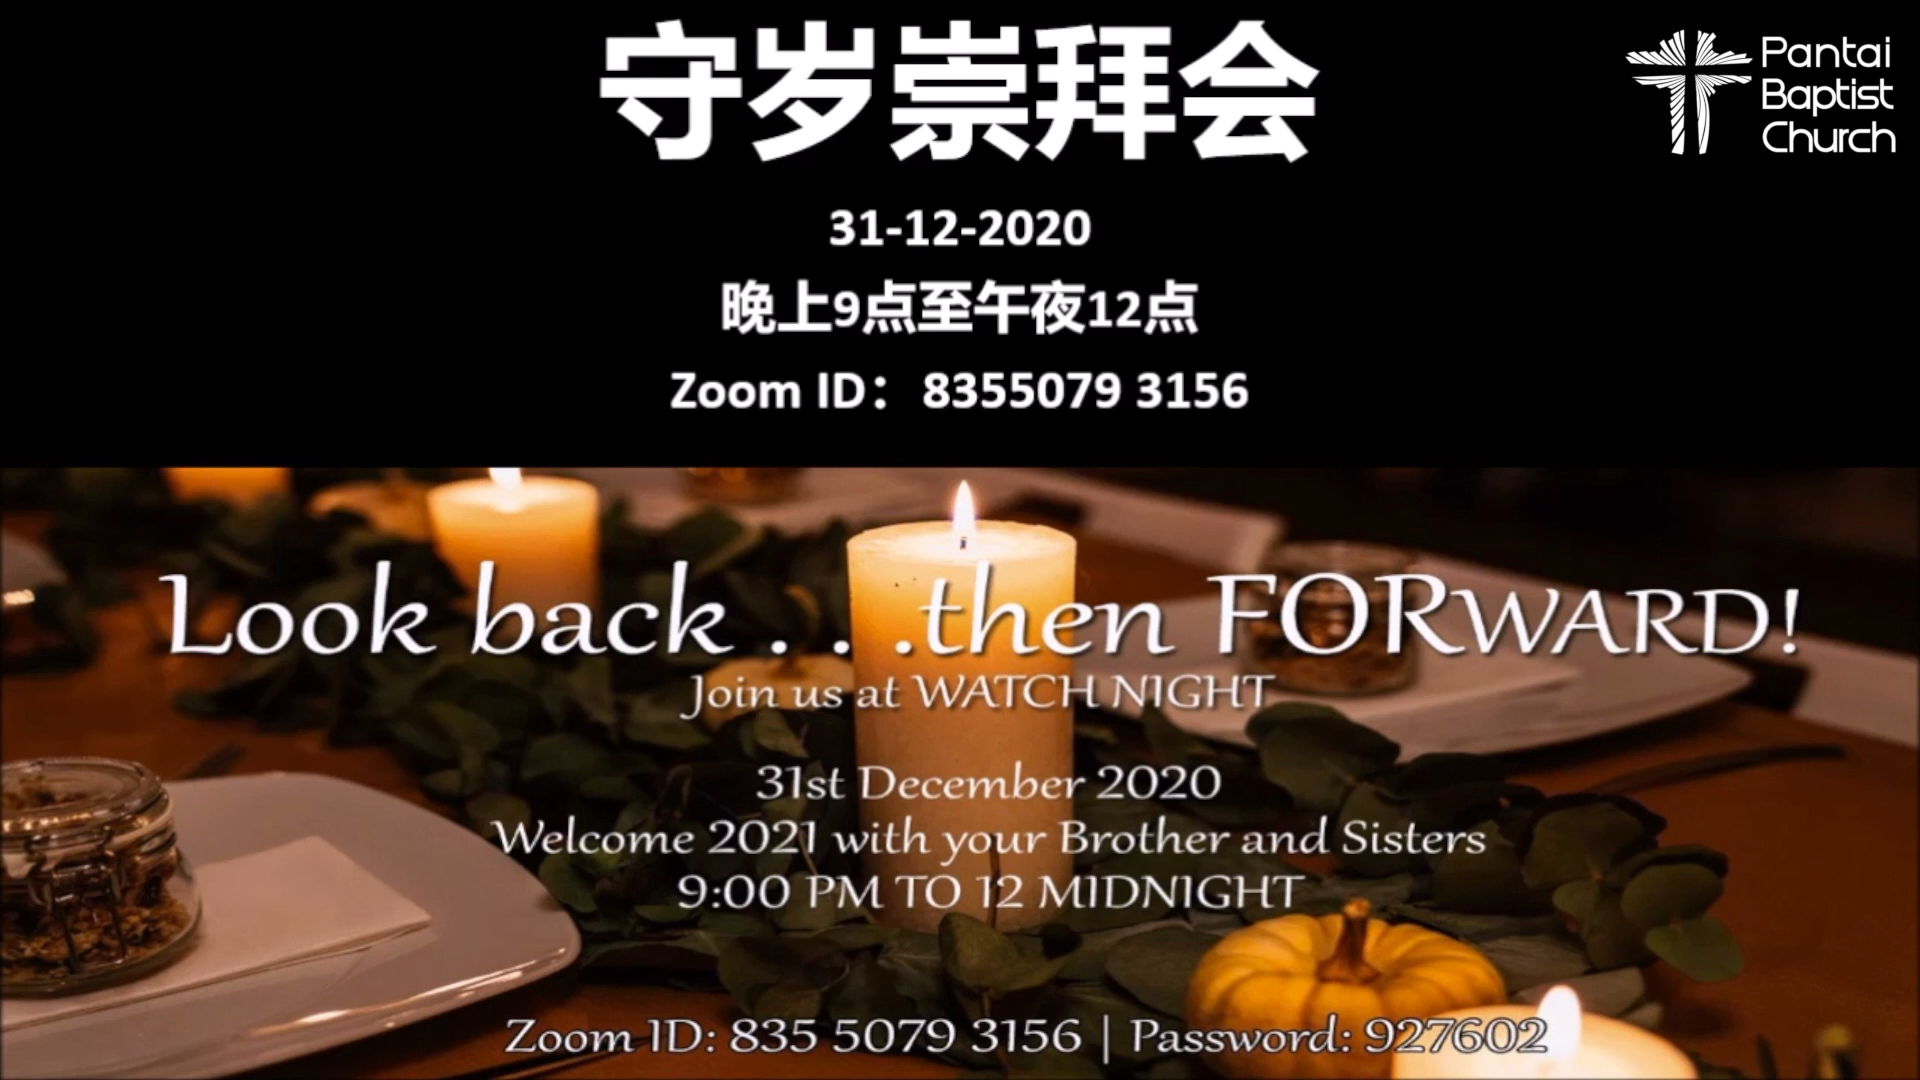 守岁崇拜会
Pantai
Baptist
Church
31-12-2020
晚上9点至午夜12点
Zoom ID：8355079 3156
Look back . . .then FORWARD!
Join us at WATCH NIGHT
31st December 2020
Welcome 2021 with your Brother and Sisters
9:00 PM TO 12 MIDNIGHT
Zoom ID: 835 5079 3156 | Password: 927602